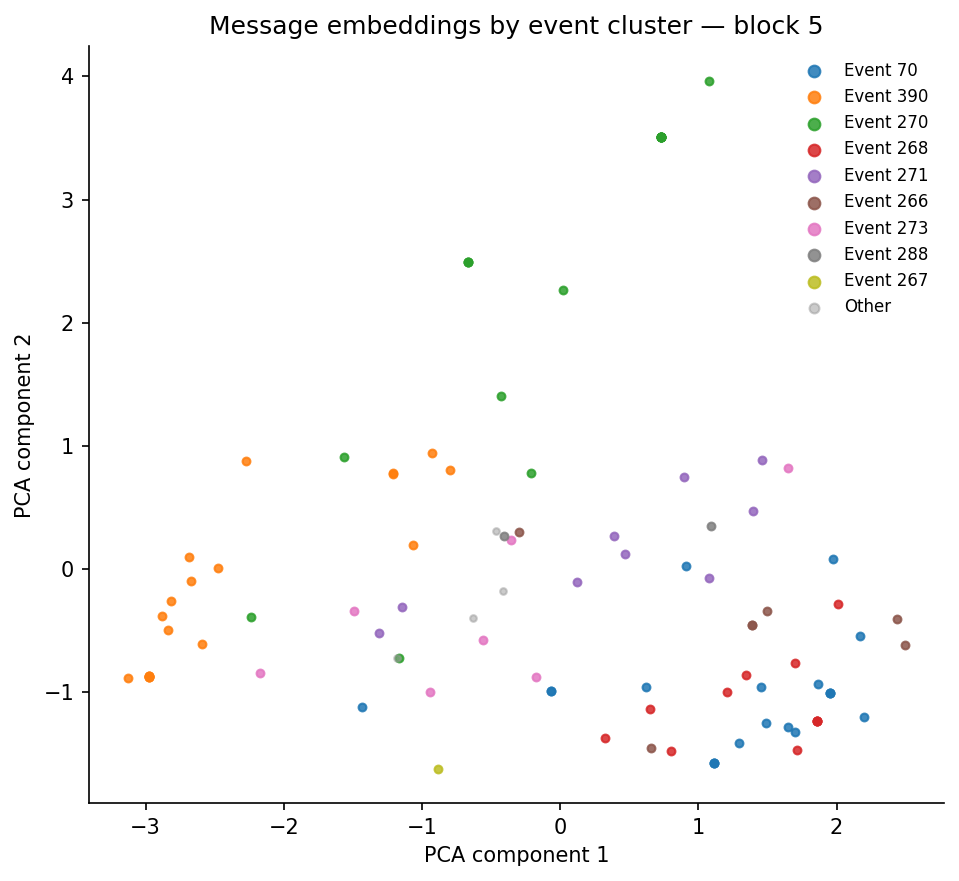 Message embeddings by event cluster — block 5
Event 70
Event 390
Event 270
Event 268
Event 271
Event 266
Event 273
Event 288
Event 267
Other
PCA component 2
4
3
2
1
0
−1
−3
−2
−1
0
1
2
PCA component 1